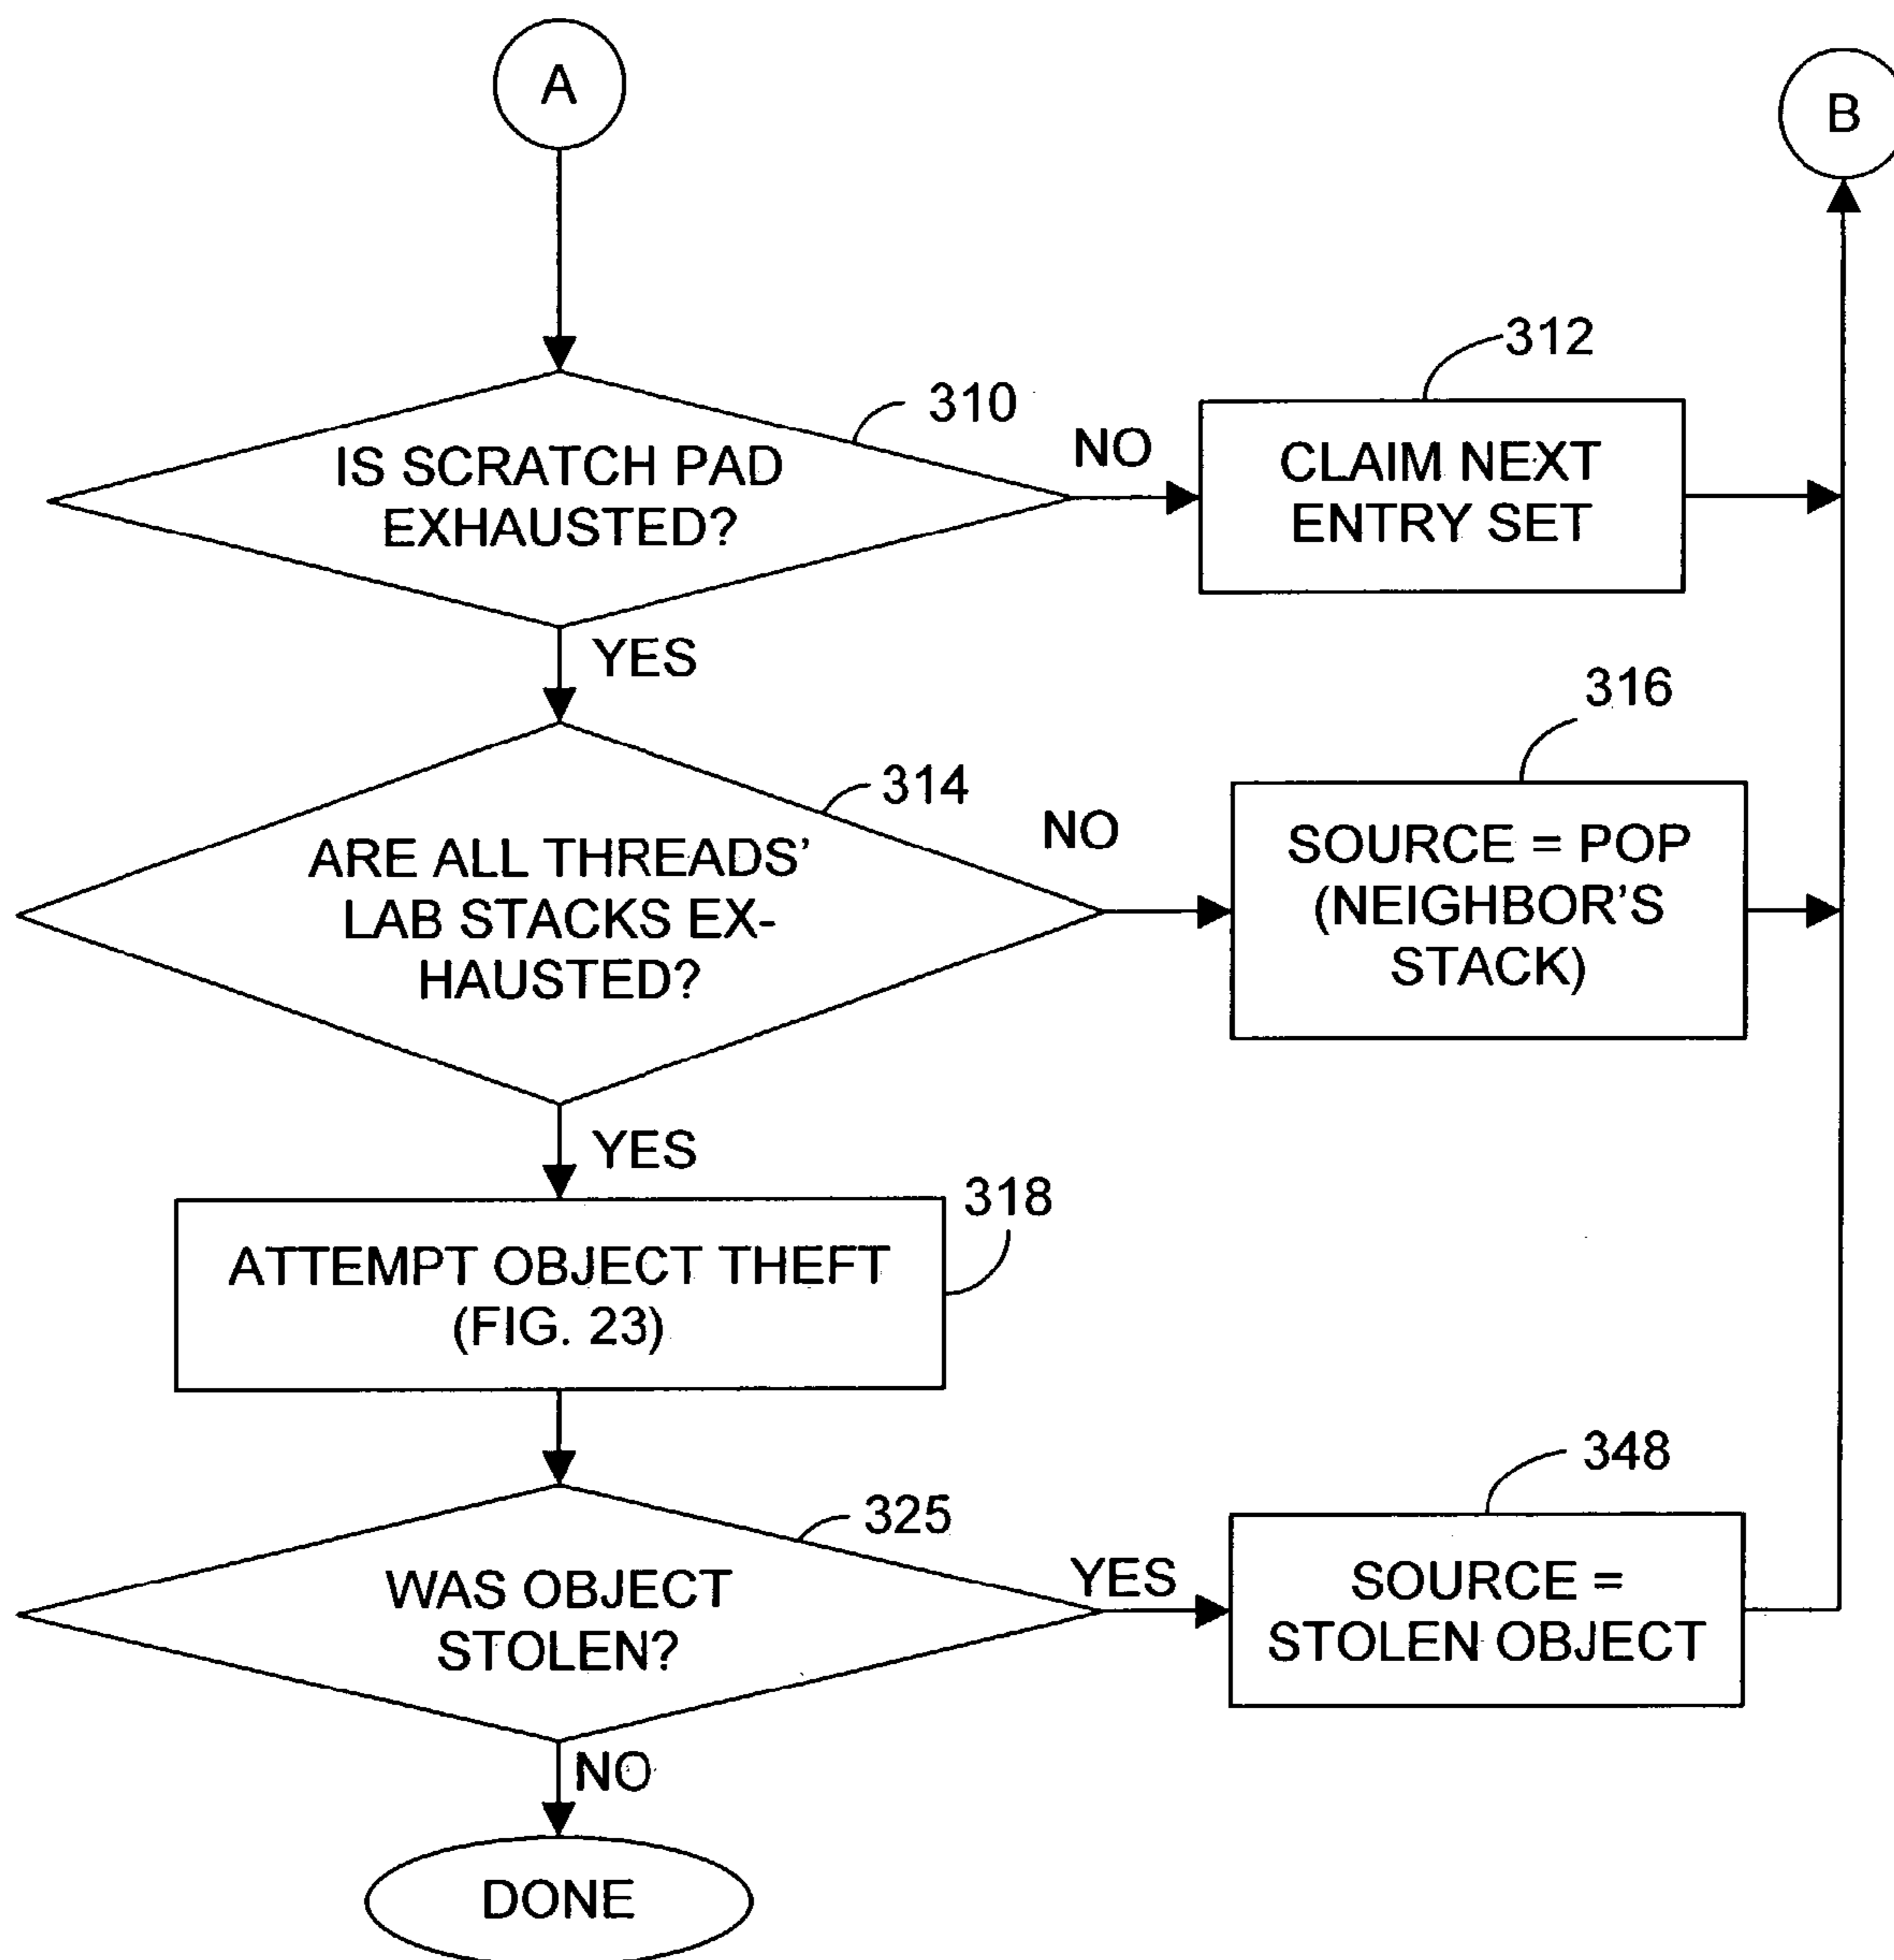 A
B
312
310
NO
IS SCRATCH PAD
EXHAUSTED?
CLAIM NEXT
ENTRY SET
YES
316
314
NO
ARE ALL THREADS'
LAB STACKS EX-
HAUSTED?
SOURCE = POP
(NEIGHBOR'S
STACK)
YES
318
ATTEMPT OBJECT THEFT
(FIG. 23)
348
325
YES
WAS OBJECT
STOLEN?
SOURCE =
STOLEN OBJECT
NO
DONE